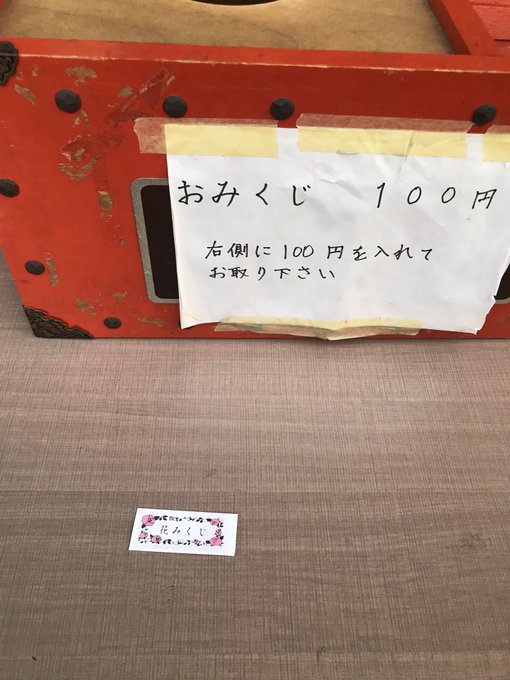 おみくじ　１００円
右側に100円を入れて
お取り下さい
花みくじ